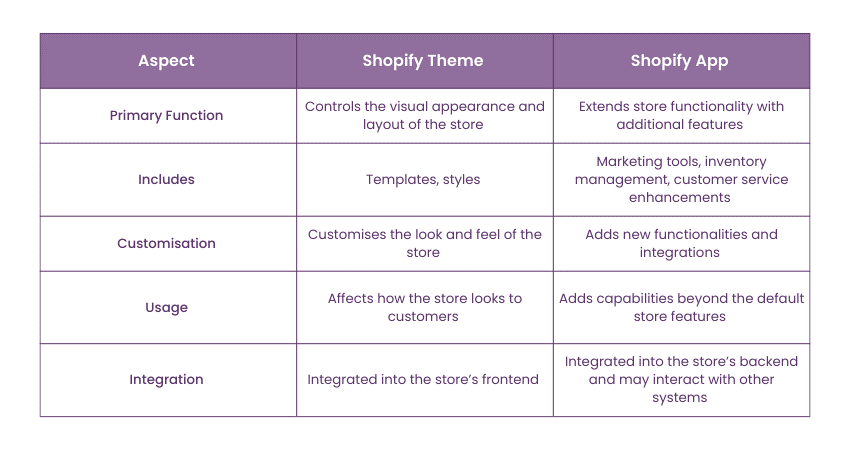 Aspect
Shopify Theme
Shopify App
Primary Function
Controls the visual appearance and
layout of the store
Extends store functionality with
additional features
Includes
Templates, styles
Marketing tools, inventory
management, customer service
enhancements
Customisation
Customises the look and feel of the
store
Adds new functionalities and
integrations
Usage
Affects how the store looks to
customers
Adds capabilities beyond the default
store features
Integration
Integrated into the store’s frontend
Integrated into the store’s backend
and may interact with other
systems